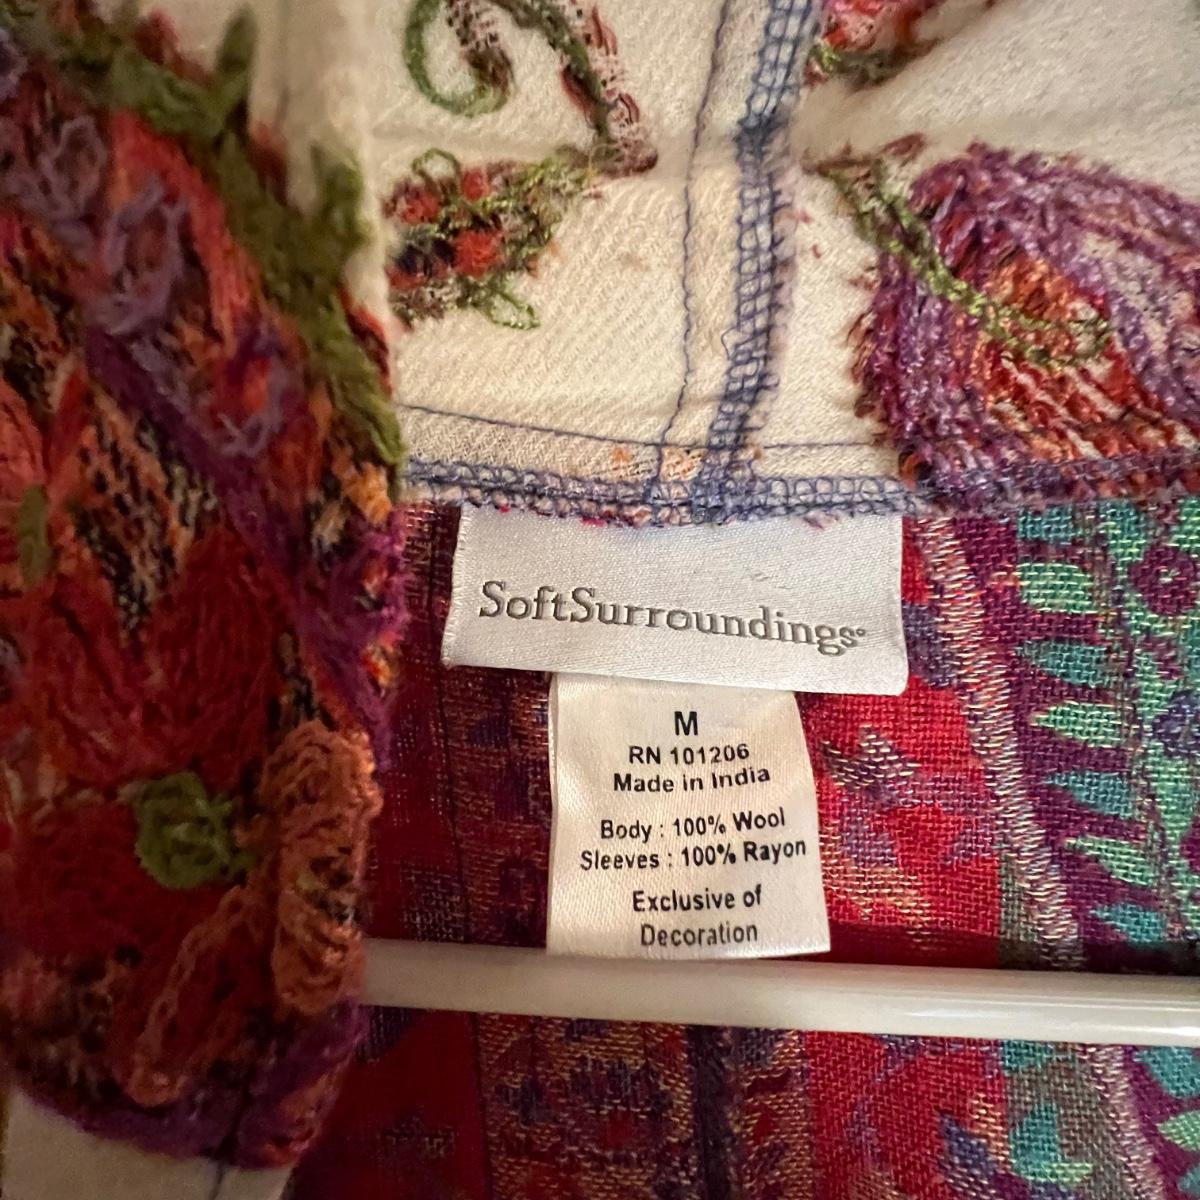 SoftSurroundings®
M
RN 101206
Made in India
Body : 100% Wool
Sleeves : 100% Rayon
Exclusive of
Decoration